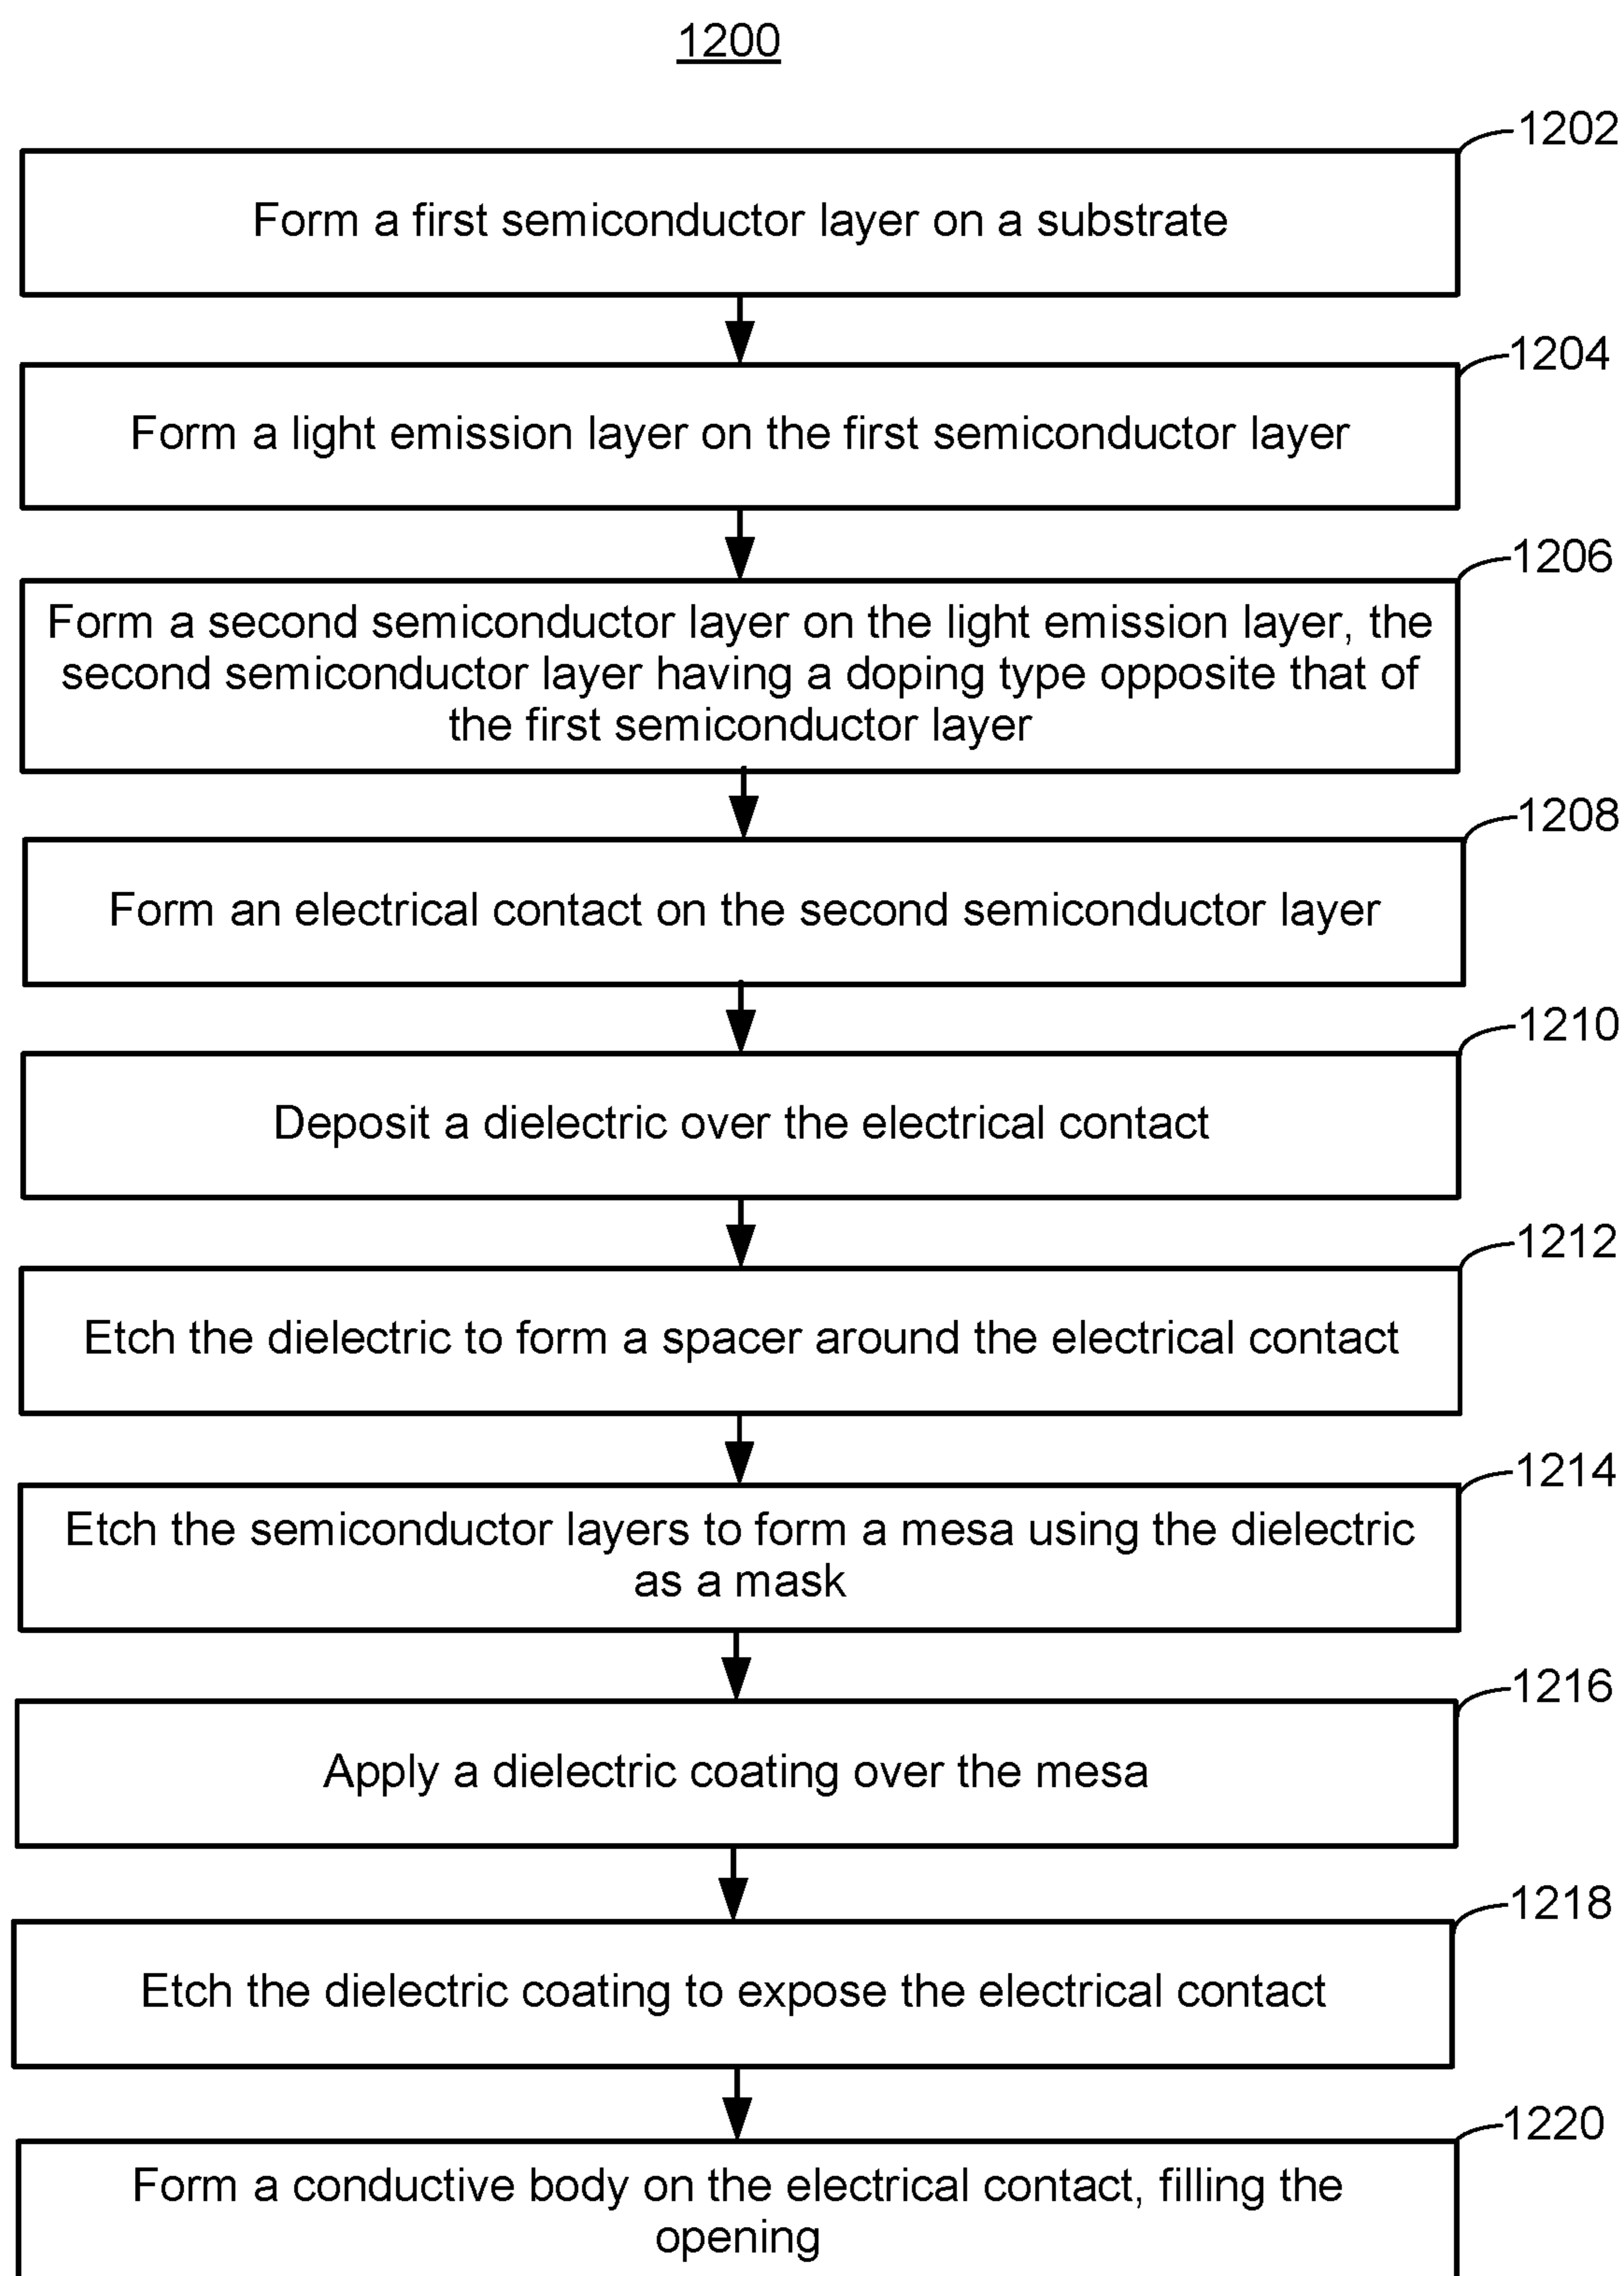 1200
1202
Form a first semiconductor layer on a substrate
1204
Form a light emission layer on the first semiconductor layer
1206
Form a second semiconductor layer on the light emission layer, the
second semiconductor layer having a doping type opposite that of
the first semiconductor layer
1208
Form an electrical contact on the second semiconductor layer
1210
Deposit a dielectric over the electrical contact
1212
Etch the dielectric to form a spacer around the electrical contact
1214
Etch the semiconductor layers to form a mesa using the dielectric
as a mask
1216
Apply a dielectric coating over the mesa
1218
Etch the dielectric coating to expose the electrical contact
1220
Form a conductive body on the electrical contact, filling the
opening